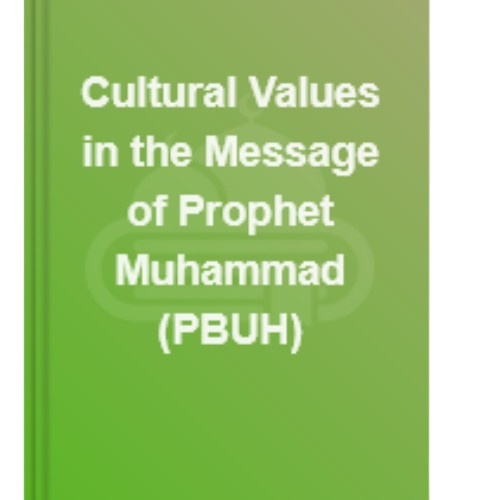 Cultural Values
in the Message
of Prophet
Muhammad
(PBUH)